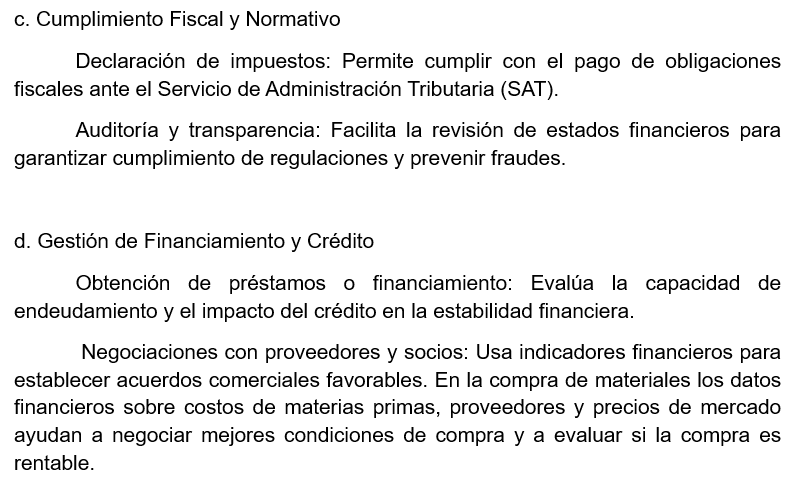 c. Cumplimiento Fiscal y Normativo
Declaración de impuestos: Permite cumplir con el pago de obligaciones
fiscales ante el Servicio de Administración Tributaria (SAT).
Auditoría y transparencia: Facilita la revisión de estados financieros para
garantizar cumplimiento de regulaciones y prevenir fraudes.
d. Gestión de Financiamiento y Crédito
Obtención de préstamos o financiamiento: Evalúa la capacidad de
endeudamiento y el impacto del crédito en la estabilidad financiera.
Negociaciones con proveedores y socios: Usa indicadores financieros para
establecer acuerdos comerciales favorables. En la compra de materiales los datos
financieros sobre costos de materias primas, proveedores y precios de mercado
ayudan a negociar mejores condiciones de compra y a evaluar si la compra es
rentable.